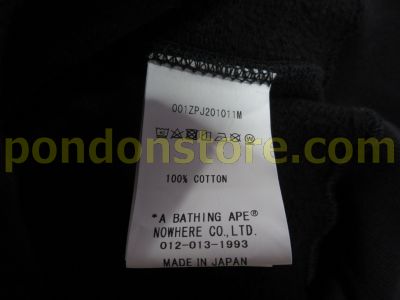 001ZPJ201011M
pondonstore.com
100% COTTON
"A BATHING APE®
NOWHERE CO.,LTD.
012-013-1993
MADE IN JAPAN